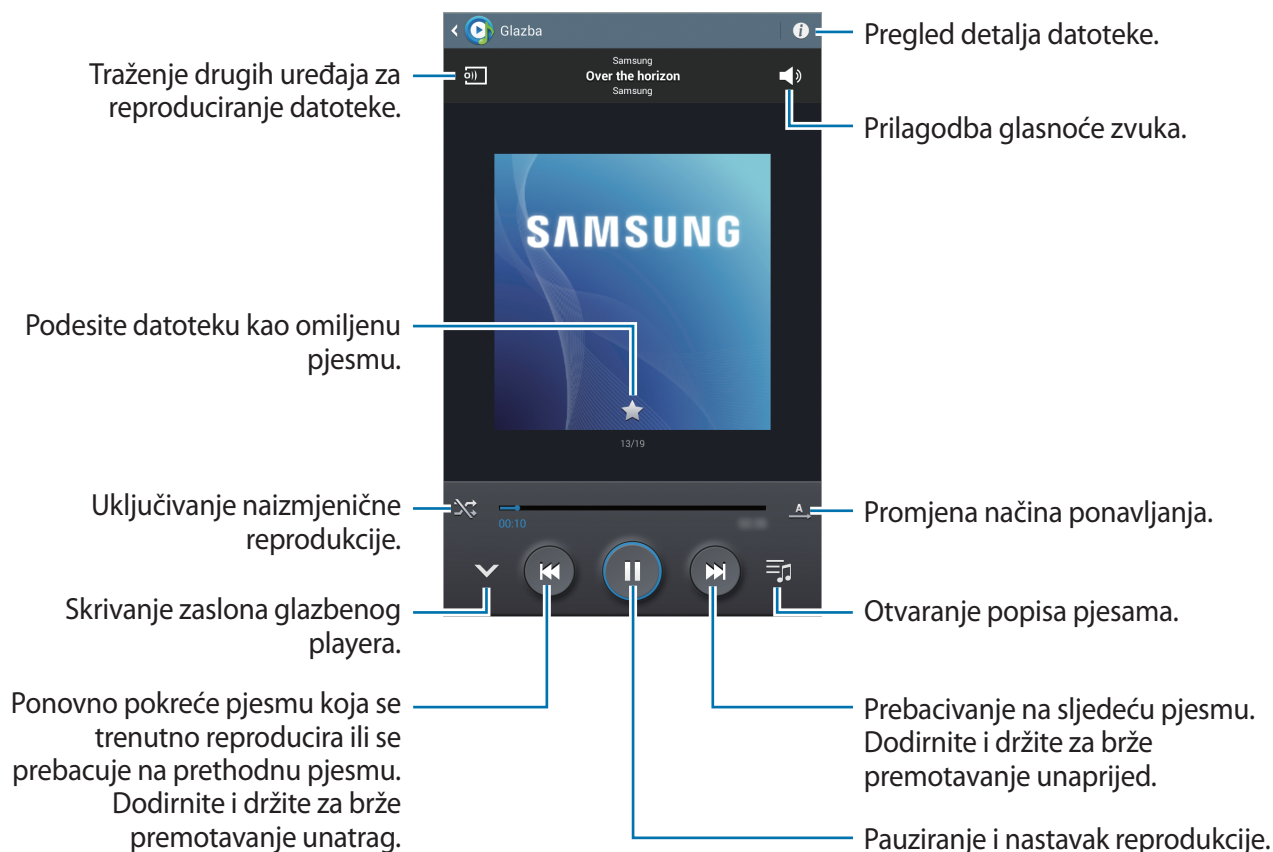 Glazba
Pregled detalja datoteke.
Traženje drugih uređaja za
reproduciranje datoteke.
Samsung
Over the horizon
Samsung
Prilagodba glasnoće zvuka.
SAMSUNG
Podesite datoteku kao omiljenu
pjesmu.
13/19
Uključivanje naizmjenične
reprodukcije.
00:10
A
Promjena načina ponavljanja.
Skrivanje zaslona glazbenog
playera.
Otvaranje popisa pjesama.
Ponovno pokreće pjesmu koja se
trenutno reproducira ili se
prebacuje na prethodnu pjesmu.
Dodirnite i držite za brže
premotavanje unatrag.
Prebacivanje na sljedeću pjesmu.
Dodirnite i držite za brže
premotavanje unaprijed.
Pauziranje i nastavak reprodukcije.